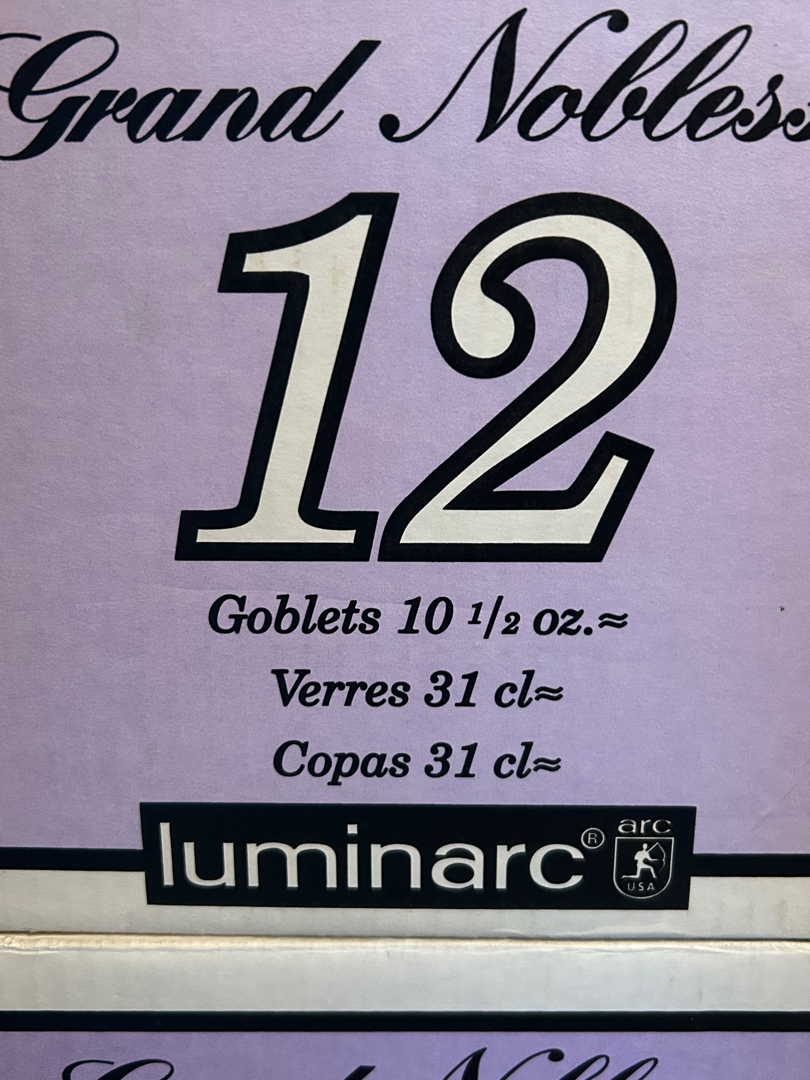 Grand Nobless
12
Goblets 10 1/2 oz.≈
Verres 31 cl≈
Copas 31 cl≈
luminarc® arc
USA